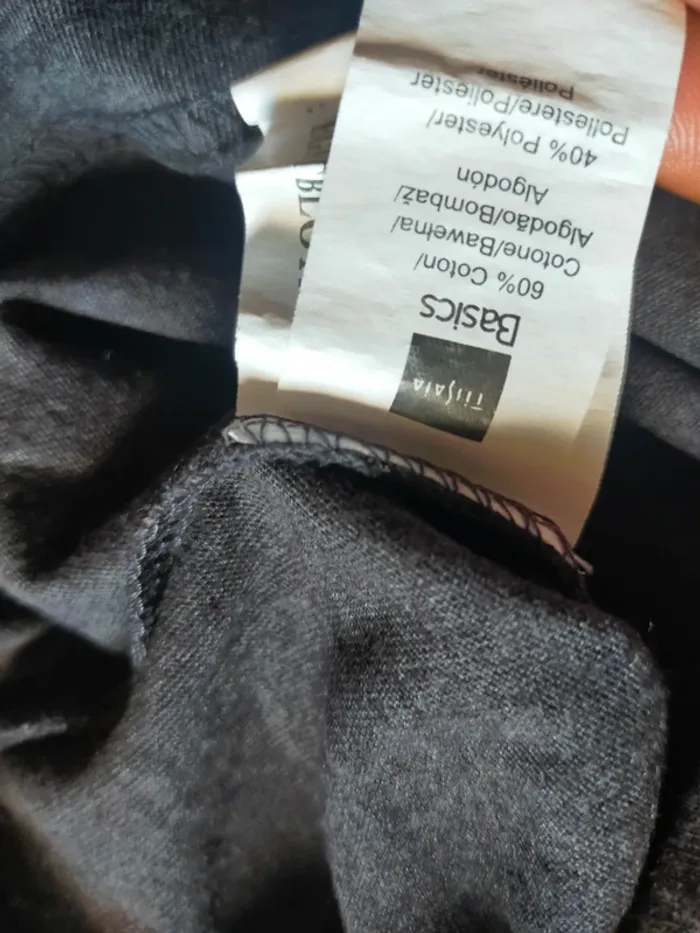 TISSAIA
Basics
60% Coton/
Cotone/Bawełna/
Algodão/Bombaž/
Algodón
40% Polyester/
Poliestere/Poliester
Poliéster